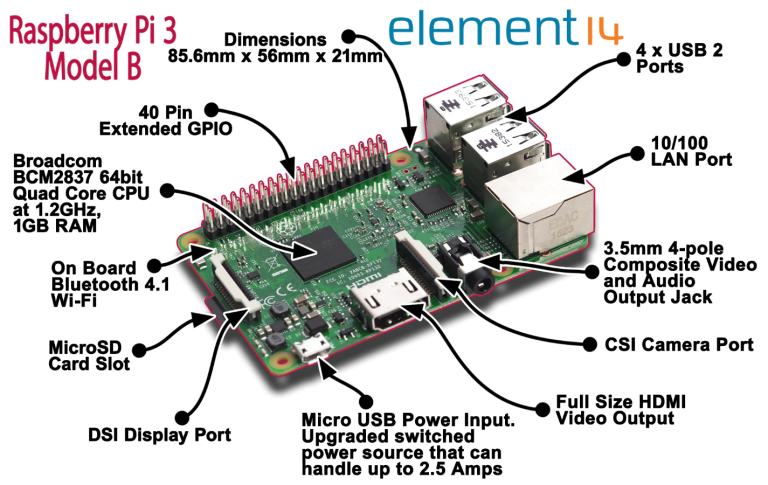 Raspberry Pi 3
Model B
element14
Dimensions
85.6mm x 56mm x 21mm
4 x USB 2
Ports
40 Pin
Extended GPIO
10/100
LAN Port
Broadcom
BCM2837 64bit
Quad Core CPU
at 1.2GHz,
1GB RAM
On Board
Bluetooth 4.1
Wi-Fi
3.5mm 4-pole
Composite Video
and Audio
Output Jack
MicroSD
Card Slot
CSI Camera Port
DSI Display Port
Micro USB Power Input.
Upgraded switched
power source that can
handle up to 2.5 Amps
Full Size HDMI
Video Output
HDMI